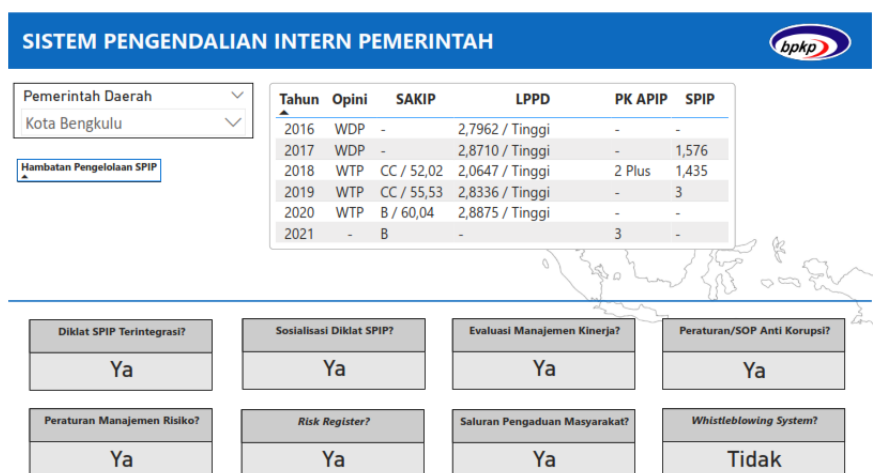 SISTEM PENGENDALIAN INTERN PEMERINTAH
bpkp
Pemerintah Daerah
Kota Bengkulu
Hambatan Pengelolaan SPIP
Tahun Opini SAKIP LPPD PK APIP SPIP
2016 WDP - 2,7962 / Tinggi - -
2017 WDP - 2,8710 / Tinggi - 1,576
2018 WTP CC / 52,02 2,0647 / Tinggi 2 Plus 1,435
2019 WTP CC / 55,53 2,8336 / Tinggi - 3
2020 WTP B / 60,04 2,8875 / Tinggi - -
2021 - B - 3 -
Diklat SPIP Terintegrasi? Sosialisasi Diklat SPIP? Evaluasi Manajemen Kinerja? Peraturan/SOP Anti Korupsi?
Ya Ya Ya Ya
Peraturan Manajemen Risiko? Risk Register? Saluran Pengaduan Masyarakat? Whistleblowing System?
Ya Ya Ya Tidak